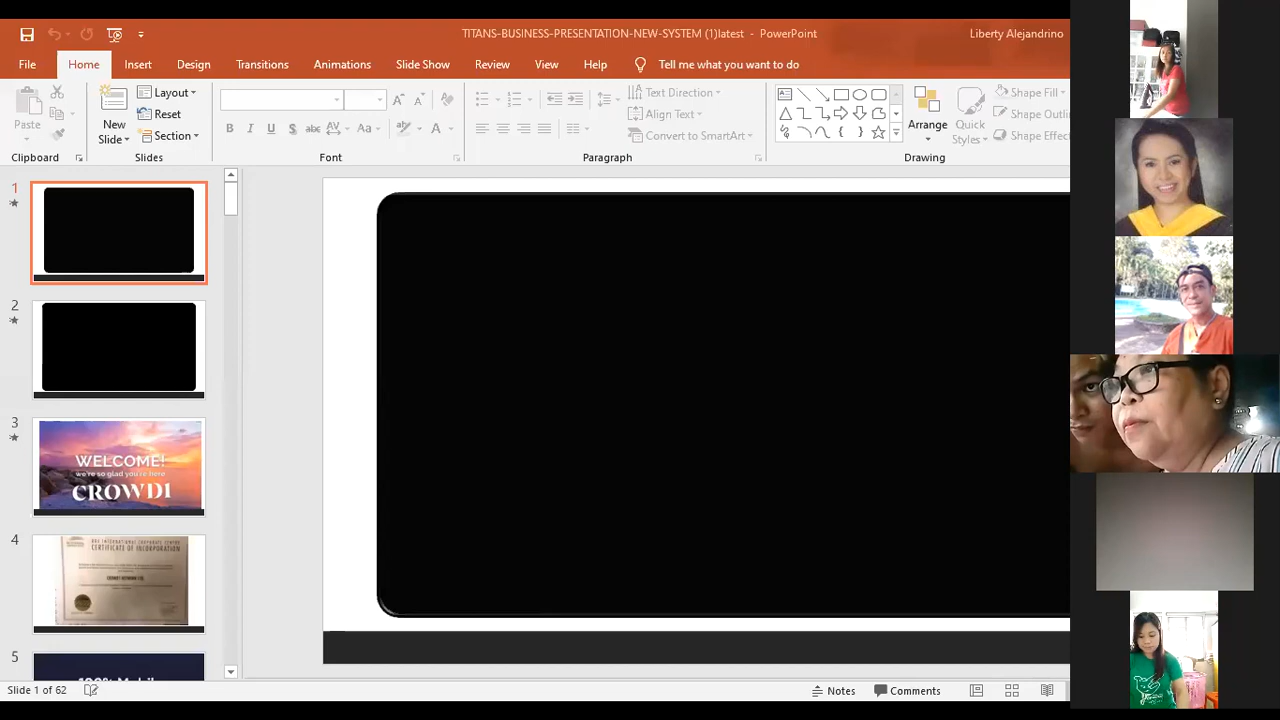 TITANS-BUSINESS-PRESENTATION-NEW-SYSTEM (1)latest - PowerPoint
Liberty Alejandrino
File Home Insert Design Transitions Animations Slide Show Review View Help Tell me what you want to do
Paste
Clipboard
New Slide
Layout
Reset
Section
Slides
B I U S abc AV Aa A
Font
Text Direction
Align Text
Convert to SmartArt
Paragraph
Arrange
Quick Styles
Shape Fill
Shape Outli
Shape Effec
Drawing
1
2
3
WELCOME!
we're so glad you're here
CROWD1
4
CERTIFICATE OF INCORPORATION
5
Slide 1 of 62
Notes
Comments